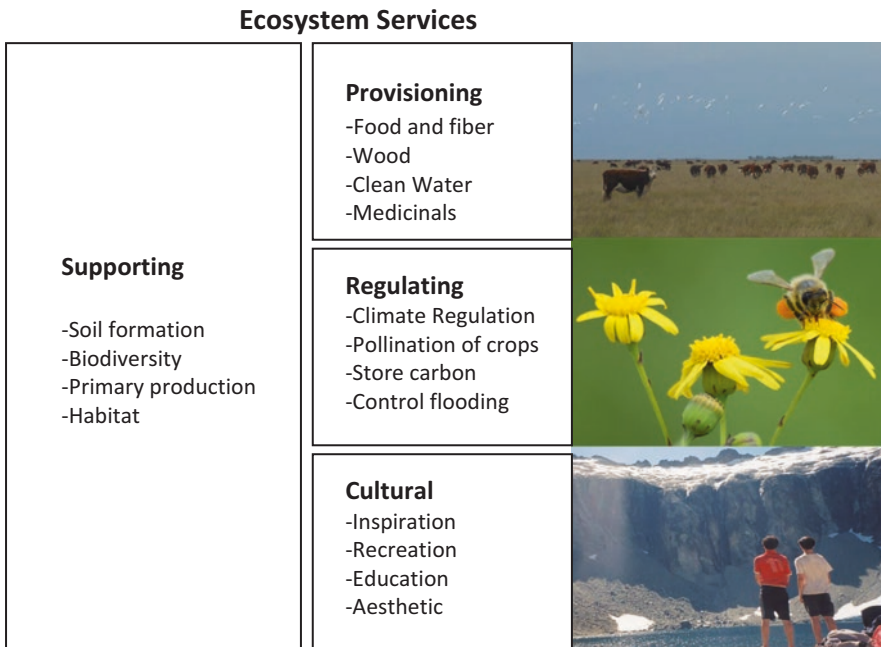 Ecosystem Services
Supporting
-Soil formation
-Biodiversity
-Primary production
-Habitat
Provisioning
-Food and fiber
-Wood
-Clean Water
-Medicinals
Regulating
-Climate Regulation
-Pollination of crops
-Store carbon
-Control flooding
Cultural
-Inspiration
-Recreation
-Education
-Aesthetic